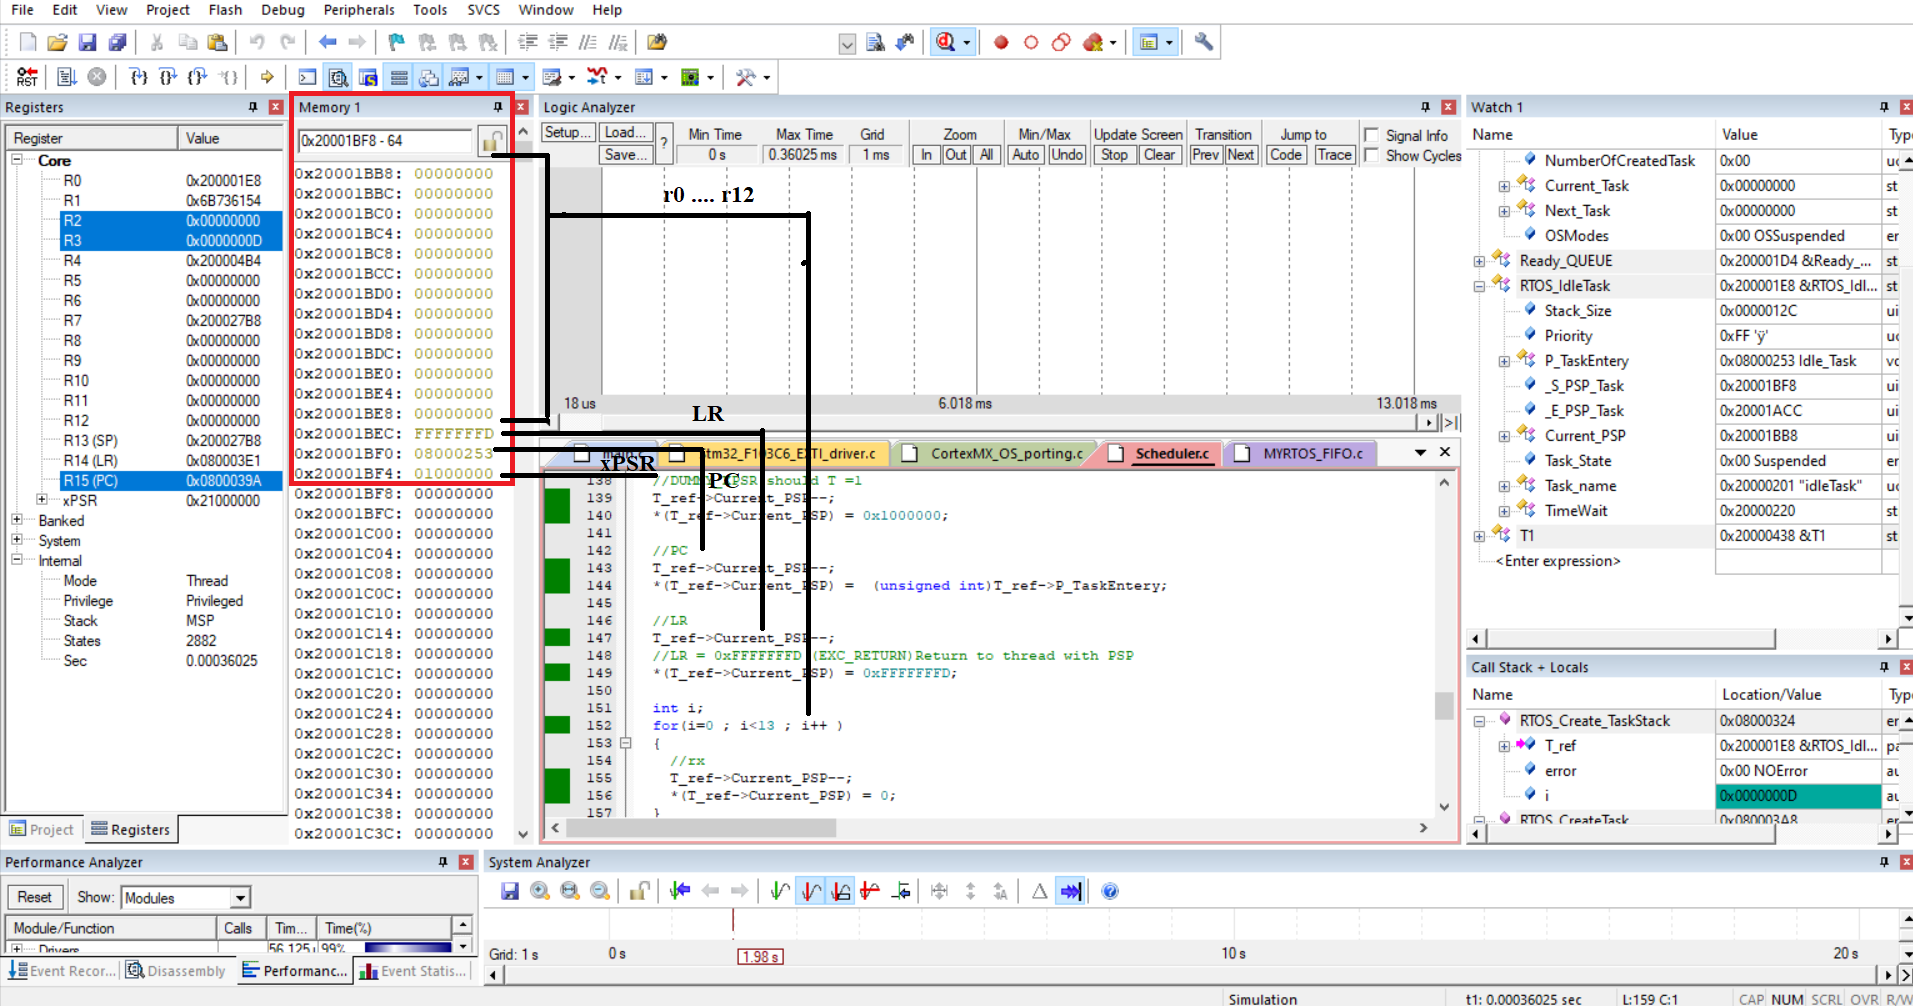 File Edit View Project Flash Debug Peripherals Tools SVCS Window Help
Registers
Register Value
Core
R0 0x200001E8
R1 0x6B736154
R2 0x00000000
R3 0x0000000D
R4 0x200004B4
R5 0x00000000
R6 0x00000000
R7 0x200027B8
R8 0x00000000
R9 0x00000000
R10 0x00000000
R11 0x00000000
R12 0x00000000
R13 (SP) 0x200027B8
R14 (LR) 0x080003E1
R15 (PC) 0x0800039A
xPSR 0x21000000
Banked
System
Internal
Mode Thread
Privilege Privileged
Stack MSP
States 2882
Sec 0.00036025
Project Registers
Memory 1
0x20001BF8 - 64
0x20001BB8: 00000000
0x20001BBC: 00000000
0x20001BC0: 00000000
0x20001BC4: 00000000
0x20001BC8: 00000000
0x20001BCC: 00000000
0x20001BD0: 00000000
0x20001BD4: 00000000
0x20001BD8: 00000000
0x20001BDC: 00000000
0x20001BE0: 00000000
0x20001BE4: 00000000
0x20001BE8: 00000000
0x20001BEC: FFFFFFFD
0x20001BF0: 08000253
0x20001BF4: 01000000
0x20001BF8: 00000000
0x20001BFC: 00000000
0x20001C00: 00000000
0x20001C04: 00000000
0x20001C08: 00000000
0x20001C0C: 00000000
0x20001C10: 00000000
0x20001C14: 00000000
0x20001C18: 00000000
0x20001C1C: 00000000
0x20001C20: 00000000
0x20001C24: 00000000
0x20001C28: 00000000
0x20001C2C: 00000000
0x20001C30: 00000000
0x20001C34: 00000000
0x20001C38: 00000000
0x20001C3C: 00000000
Logic Analyzer
Setup... Load... Save... ?
Min Time Max Time Grid Zoom Min/Max Update Screen Transition Jump to Signal Info
0 s 0.36025 ms 1 ms In Out All Auto Undo Stop Clear Prev Next Code Trace Show Cycles
r0 .... r12
18 us 6.018 ms 13.018 ms
LR
xPSR
PC
stm32_F103C6_EXTI_driver.c CortexMX_OS_porting.c Scheduler.c MYRTOS_FIFO.c
138 //DUMMY XPSR should T =1
139 T_ref->Current_PSP--;
140 *(T_ref->Current_PSP) = 0x1000000;
141
142 //PC
143 T_ref->Current_PSP--;
144 *(T_ref->Current_PSP) = (unsigned int)T_ref->P_TaskEntery;
145
146 //LR
147 T_ref->Current_PSP--;
148 //LR = 0xFFFFFFFD (EXC_RETURN)Return to thread with PSP
149 *(T_ref->Current_PSP) = 0xFFFFFFFD;
150
151 int i;
152 for(i=0 ; i<13 ; i++ )
153 {
154 //rx
155 T_ref->Current_PSP--;
156 *(T_ref->Current_PSP) = 0;
157 }
Watch 1
Name Value Type
NumberOfCreatedTask 0x00 uc
Current_Task 0x00000000 st
Next_Task 0x00000000 st
OSModes 0x00 OSSuspended er
Ready_QUEUE 0x200001D4 &Ready_... st
RTOS_IdleTask 0x200001E8 &RTOS_Idl... st
Stack_Size 0x0000012C ui
Priority 0xFF 'ÿ' uc
P_TaskEntery 0x08000253 Idle_Task vc
_S_PSP_Task 0x20001BF8 ui
_E_PSP_Task 0x20001ACC ui
Current_PSP 0x20001BB8 ui
Task_State 0x00 Suspended er
Task_name 0x20000201 "idleTask" uc
TimeWait 0x20000220 st
T1 0x20000438 &T1 st
<Enter expression>
Call Stack + Locals
Name Location/Value Type
RTOS_Create_TaskStack 0x08000324 er
T_ref 0x200001E8 &RTOS_Idl... pa
error 0x00 NOError au
i 0x0000000D au
RTOS_CreateTask 0x080003A8 er
Performance Analyzer
Reset Show: Modules
Module/Function Calls Tim... Time(%)
Drivers 56.125 99%
Event Recor... Disassembly Performanc... Event Statis...
System Analyzer
Grid: 1 s 0 s 1.98 s 10 s 20 s
Simulation t1: 0.00036025 sec L:159 C:1 CAP NUM SCRL OVR R/W